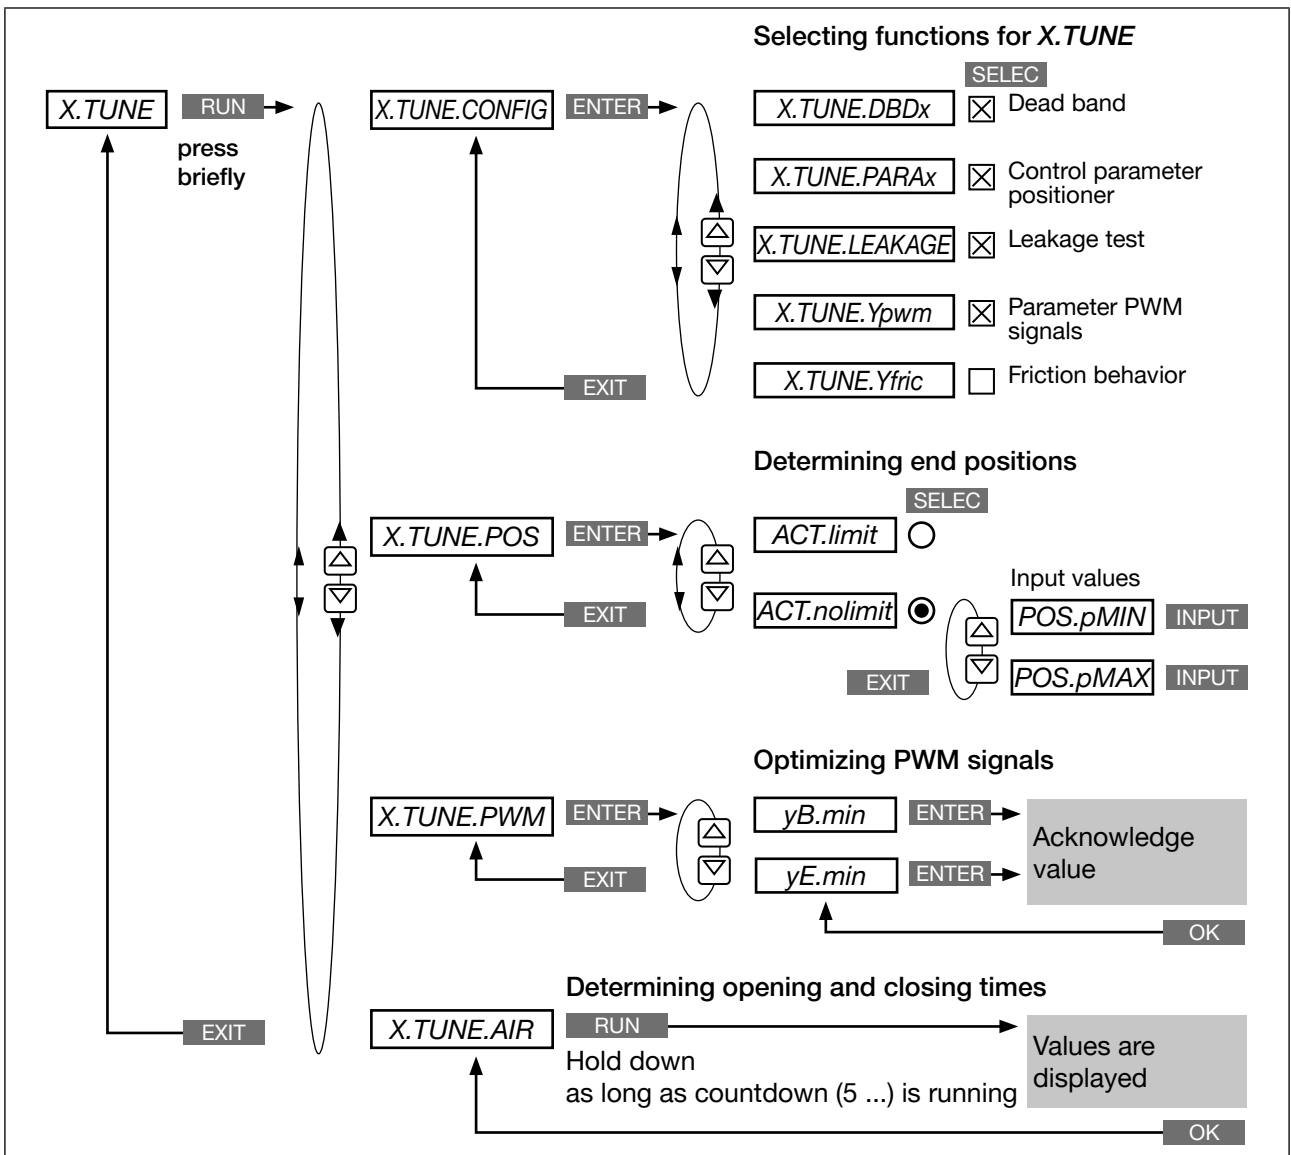 Selecting functions for X.TUNE
SELEC
X.TUNE
RUN
press
briefly
X.TUNE.CONFIG
ENTER
X.TUNE.DBDx
Dead band
X.TUNE.PARAx
Control parameter
positioner
X.TUNE.LEAKAGE
Leakage test
X.TUNE.Ypwm
Parameter PWM
signals
X.TUNE.Yfric
Friction behavior
EXIT
Determining end positions
SELEC
X.TUNE.POS
ENTER
ACT.limit
Input values
EXIT
ACT.nolimit
POS.pMIN
INPUT
EXIT
POS.pMAX
INPUT
Optimizing PWM signals
X.TUNE.PWM
ENTER
yB.min
ENTER
Acknowledge
value
EXIT
yE.min
ENTER
OK
Determining opening and closing times
EXIT
X.TUNE.AIR
RUN
Hold down
as long as countdown (5 ...) is running
Values are
displayed
OK